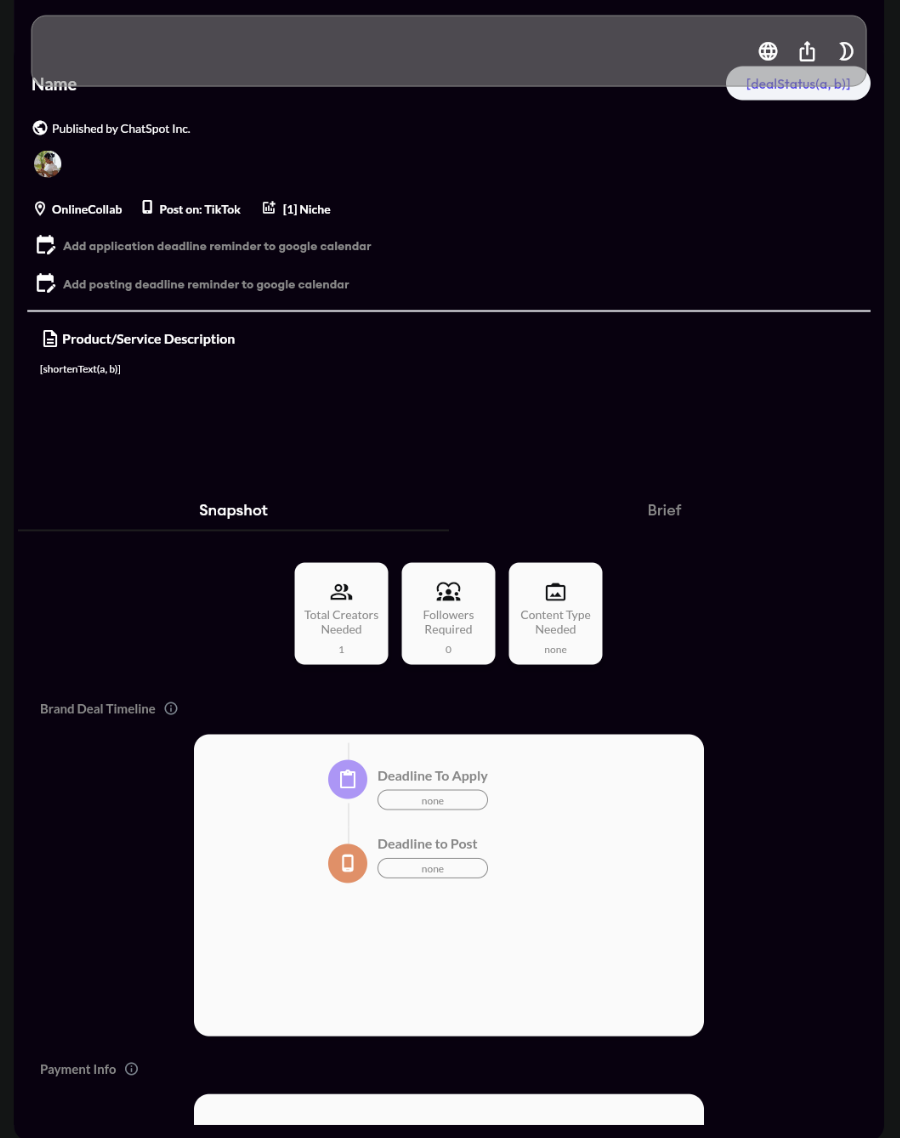 Name
[dealStatus(a, b)]
Published by ChatSpot Inc.
OnlineCollab
Post on: TikTok
[1] Niche
Add application deadline reminder to google calendar
Add posting deadline reminder to google calendar
Product/Service Description
[shortenText(a, b)]
Snapshot
Brief
Total Creators
Needed
1
Followers
Required
0
Content Type
Needed
none
Brand Deal Timeline
Deadline To Apply
none
Deadline to Post
none
Payment Info